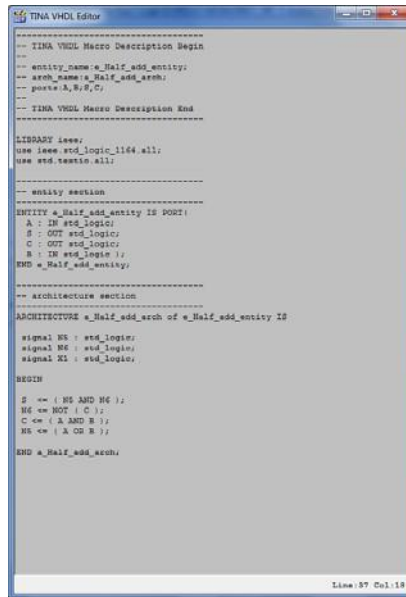 TINA VHDL Editor
------------------------------------
-- TINA VHDL Macro Description Begin
--
-- entity_name:e_Half_add_entity;
-- arch_name:a_Half_add_arch;
-- ports:A,B;S,C;
--
-- TINA VHDL Macro Description End
------------------------------------
LIBRARY ieee;
use ieee.std_logic_1164.all;
use std.textio.all;
------------------------------------
-- entity section
------------------------------------
ENTITY e_Half_add_entity IS PORT(
A : IN std_logic;
S : OUT std_logic;
C : OUT std_logic;
B : IN std_logic );
END e_Half_add_entity;
------------------------------------
-- architecture section
------------------------------------
ARCHITECTURE a_Half_add_arch of e_Half_add_entity IS
signal N5 : std_logic;
signal N6 : std_logic;
signal X1 : std_logic;
BEGIN
S <= ( N5 AND N6 );
N6 <= NOT ( C );
C <= ( A AND B );
N5 <= ( A OR B );
END a_Half_add_arch;
Line:37 Col:18